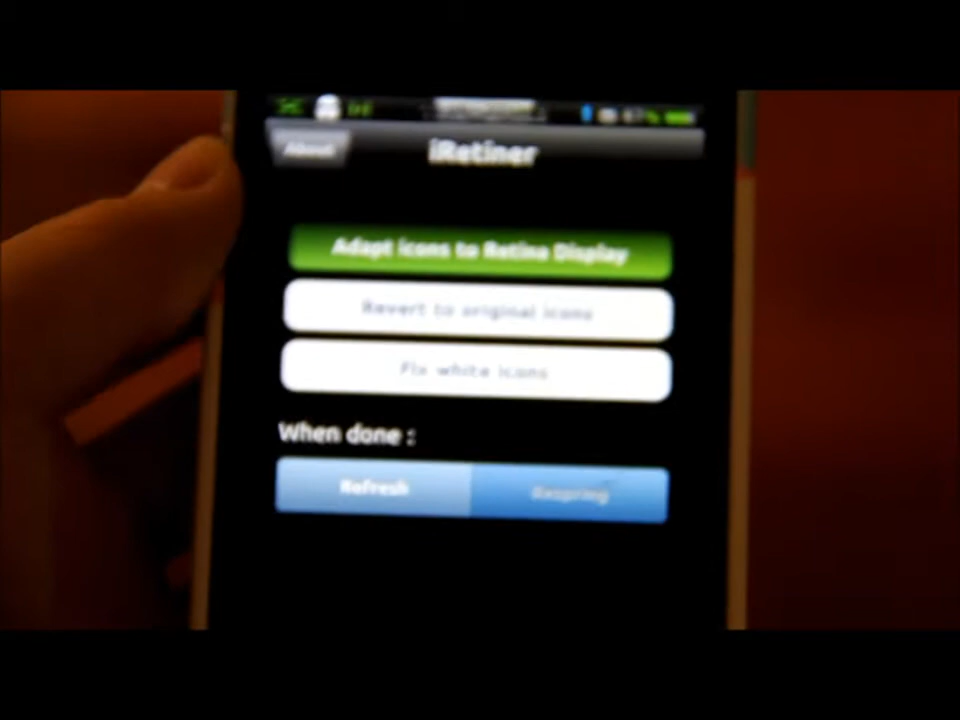 About
iRetiner
Adapt icons to Retina Display
Revert to original icons
Fix white icons
When done :
Refresh Respring